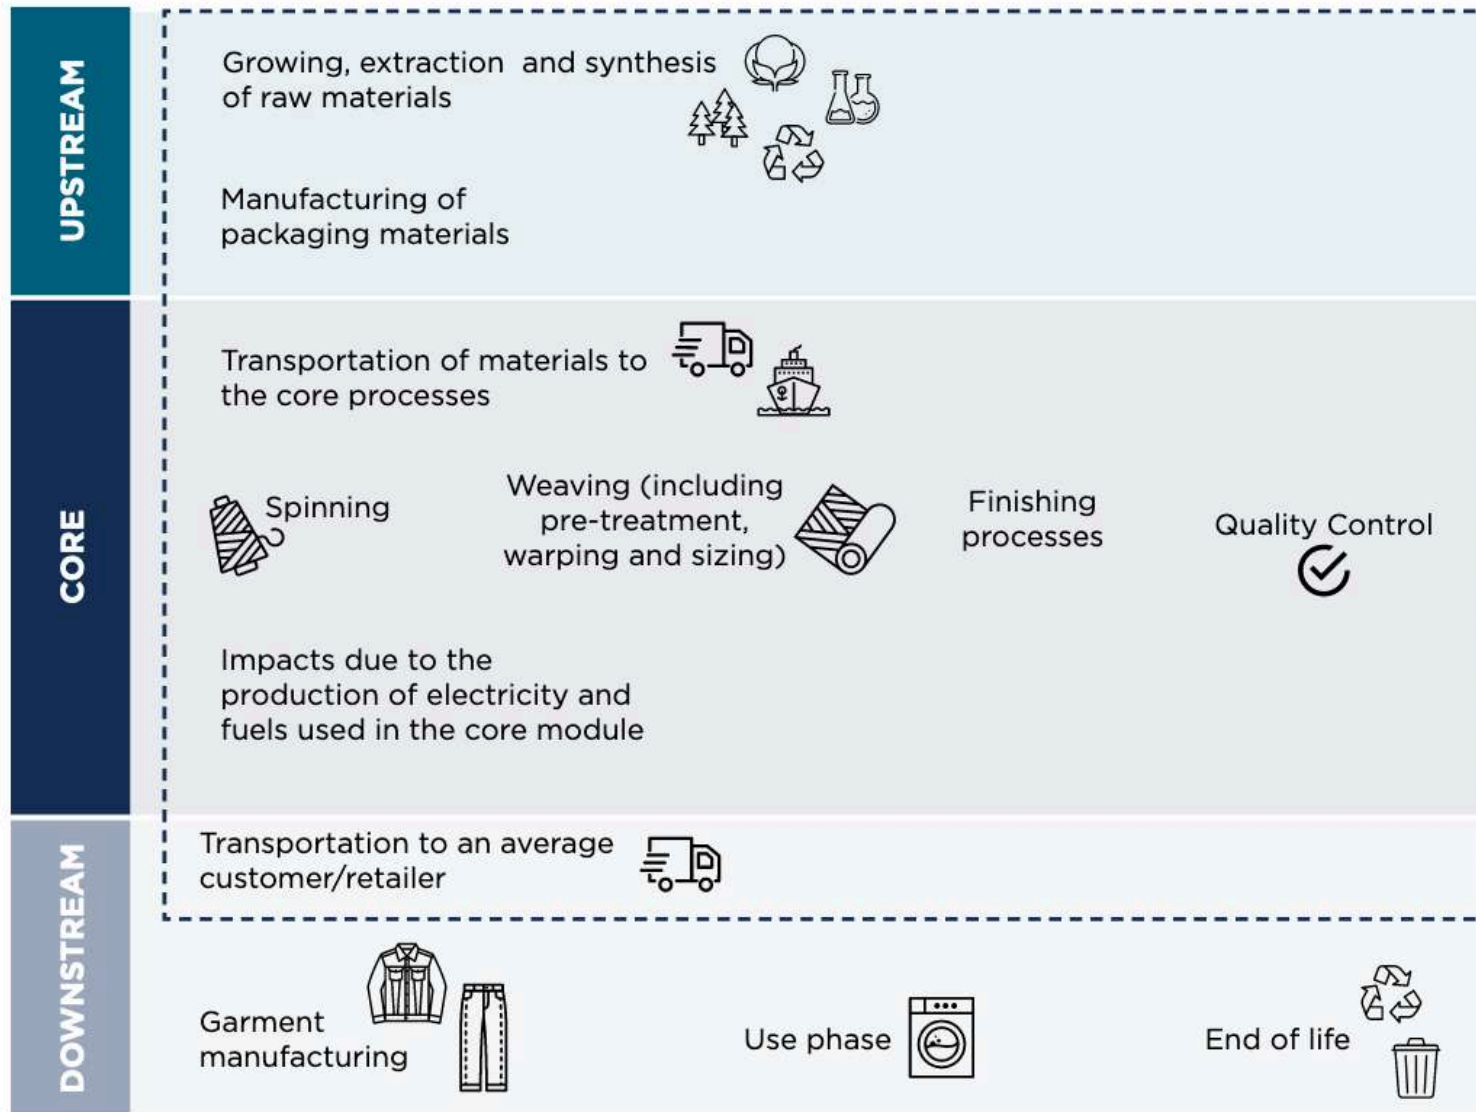 UPSTREAM
Growing, extraction and synthesis
of raw materials
Manufacturing of
packaging materials
CORE
Transportation of materials to
the core processes
Spinning
Weaving (including
pre-treatment,
warping and sizing)
Finishing
processes
Quality Control
Impacts due to the
production of electricity and
fuels used in the core module
DOWNSTREAM
Transportation to an average
customer/retailer
Garment
manufacturing
Use phase
End of life